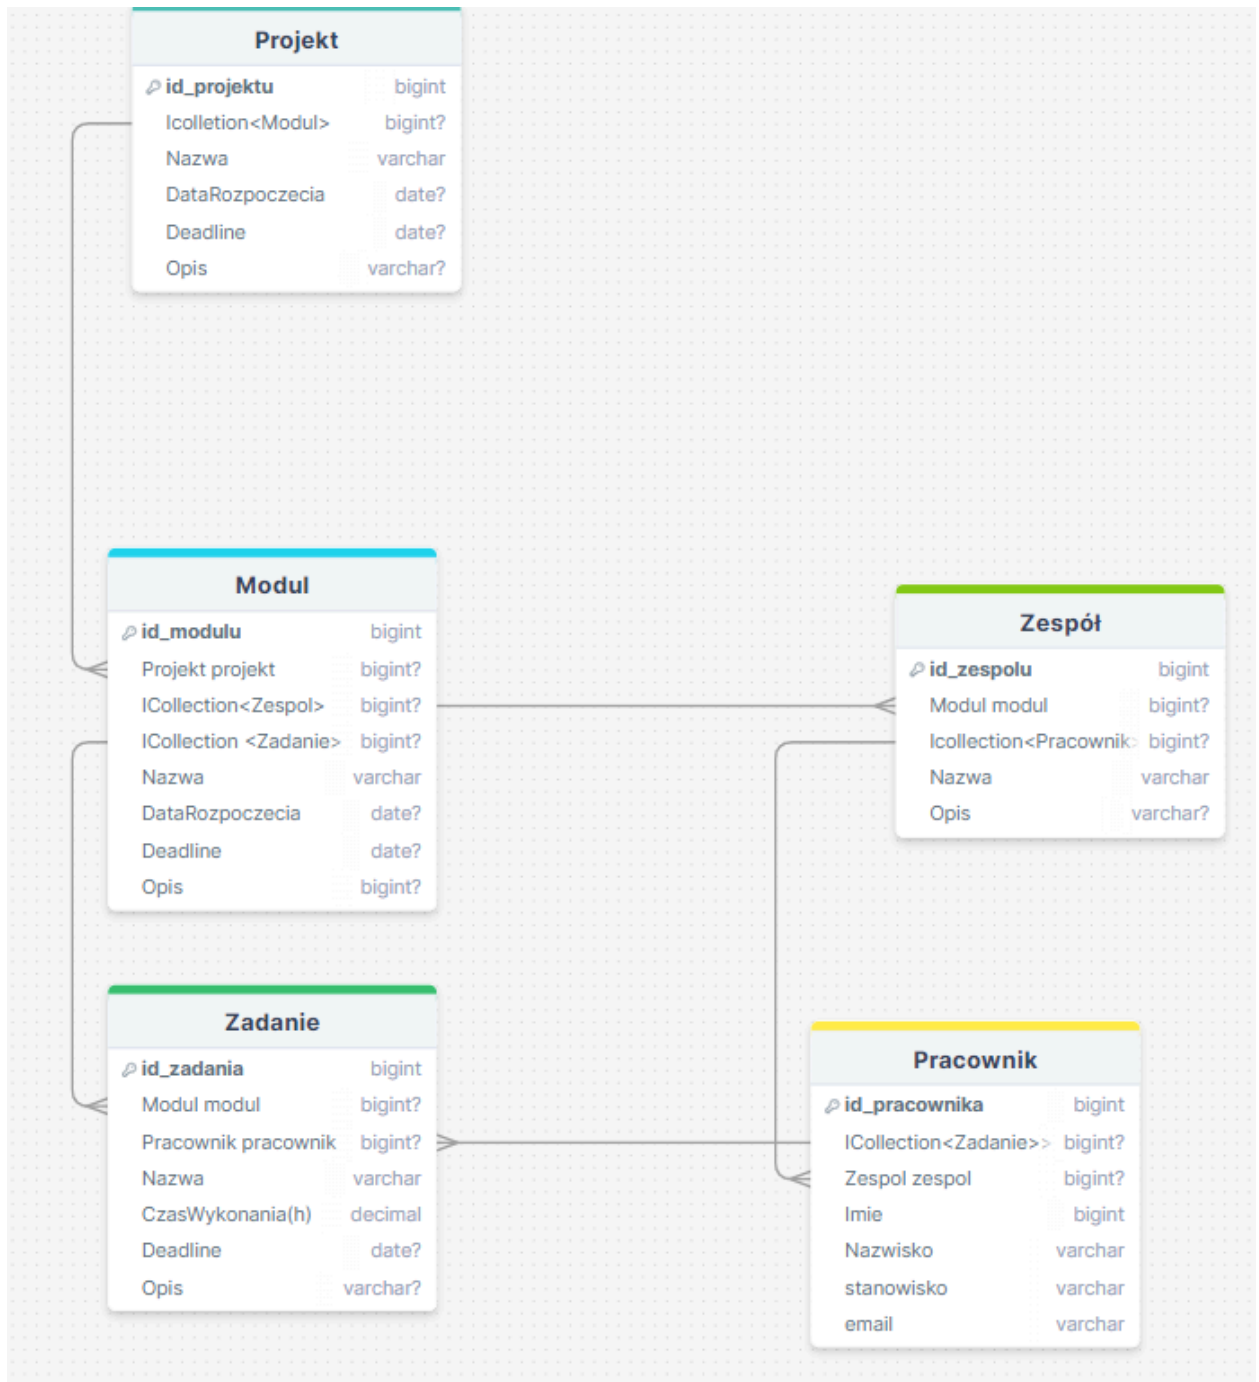 Projekt
id_projektu bigint
Icolletion<Modul> bigint?
Nazwa varchar
DataRozpoczecia date?
Deadline date?
Opis varchar?
Modul
id_modulu bigint
Projekt projekt bigint?
ICollection<Zespol> bigint?
ICollection <Zadanie> bigint?
Nazwa varchar
DataRozpoczecia date?
Deadline date?
Opis bigint?
Zespół
id_zespolu bigint
Modul modul bigint?
Icollection<Pracownik> bigint?
Nazwa varchar
Opis varchar?
Zadanie
id_zadania bigint
Modul modul bigint?
Pracownik pracownik bigint?
Nazwa varchar
CzasWykonania(h) decimal
Deadline date?
Opis varchar?
Pracownik
id_pracownika bigint
ICollection<Zadanie>> bigint?
Zespol zespol bigint?
Imie bigint
Nazwisko varchar
stanowisko varchar
email varchar